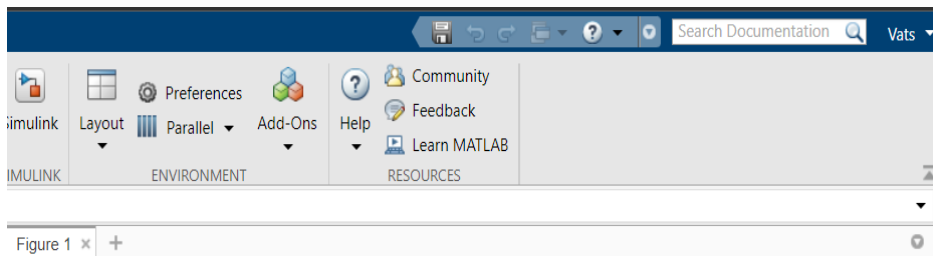 Search Documentation
Vats
Simulink
Layout
Preferences
Parallel
Add-Ons
Help
Community
Feedback
Learn MATLAB
IMULINK
ENVIRONMENT
RESOURCES
Figure 1